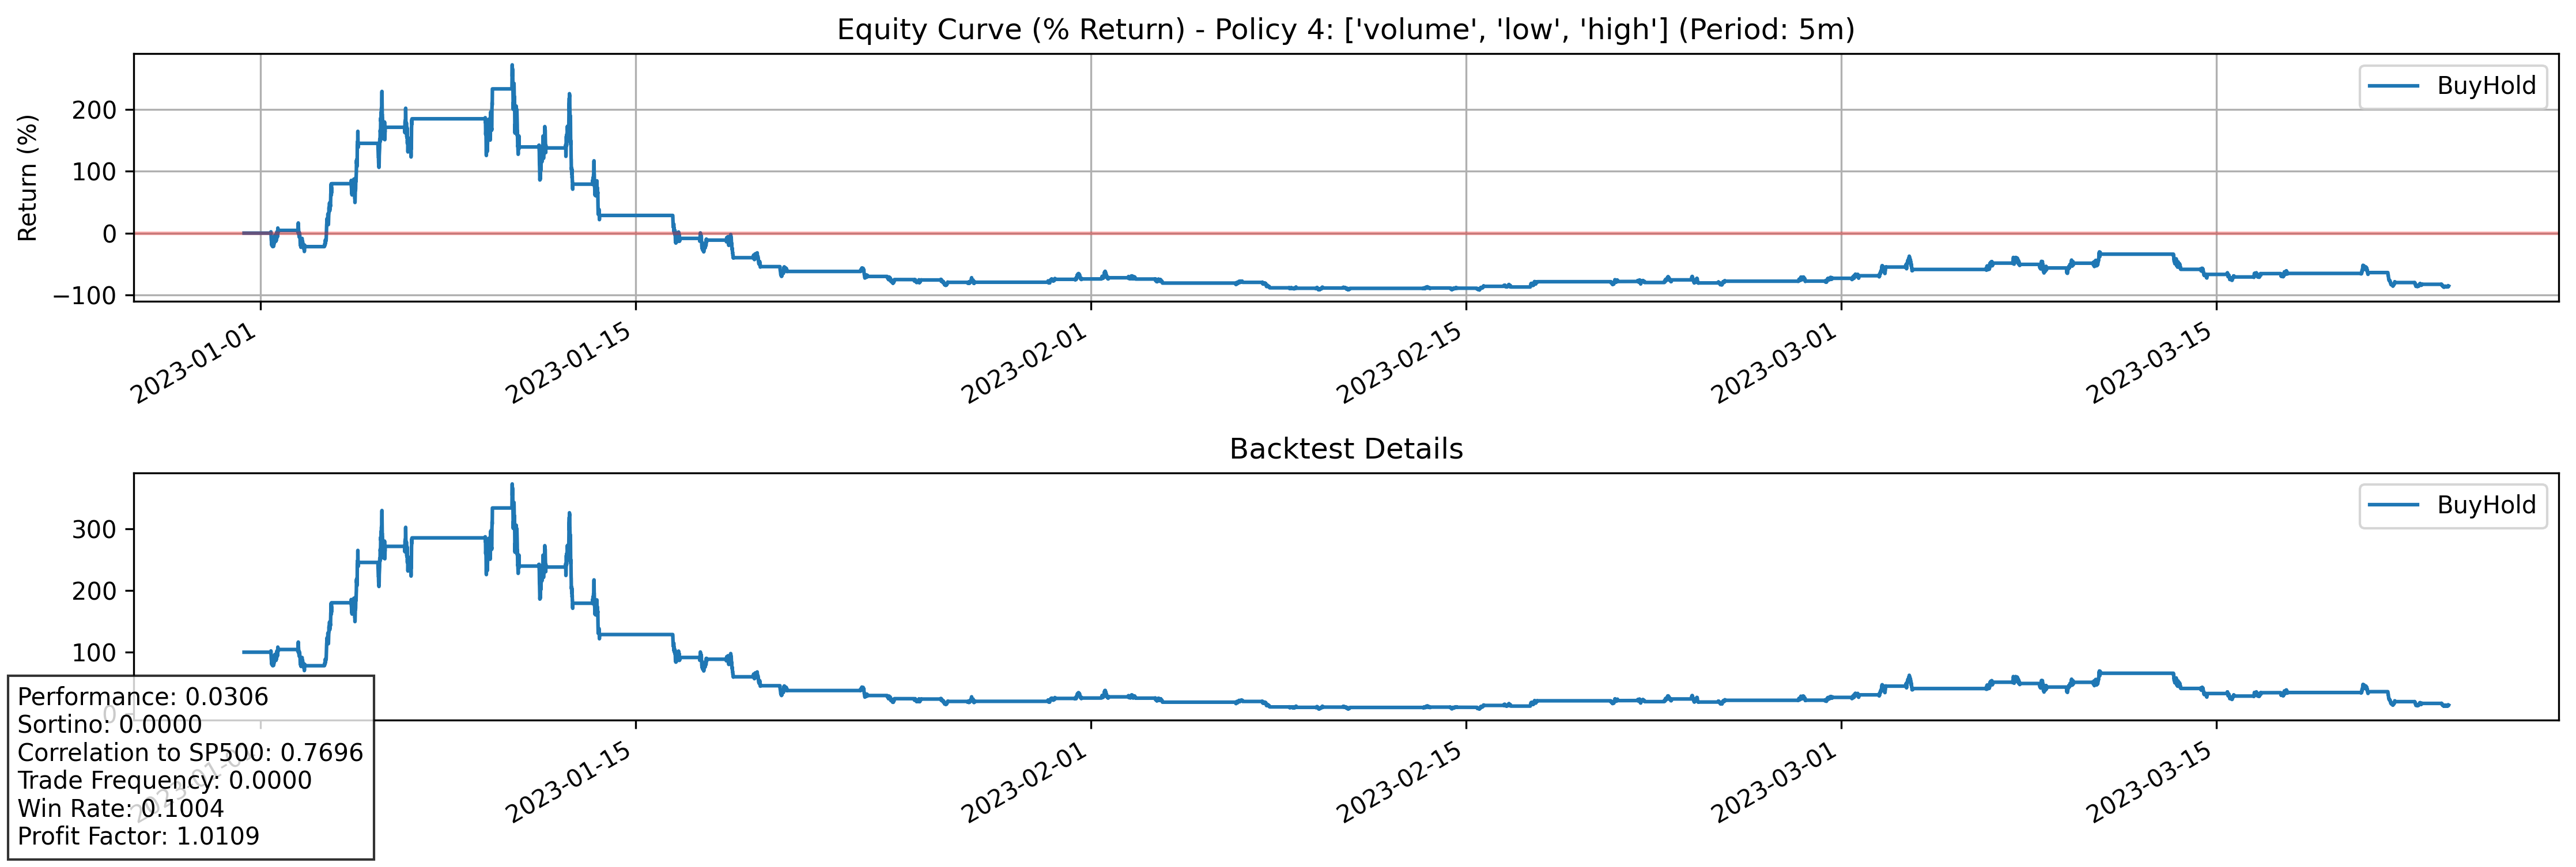 Equity Curve (% Return) - Policy 4: ['volume', 'low', 'high'] (Period: 5m)
BuyHold
Return (%)
200
100
0
−100
2023-01-01
2023-01-15
2023-02-01
2023-02-15
2023-03-01
2023-03-15
Backtest Details
BuyHold
300
200
100
0
2023-01-01
2023-01-15
2023-02-01
2023-02-15
2023-03-01
2023-03-15
Performance: 0.0306
Sortino: 0.0000
Correlation to SP500: 0.7696
Trade Frequency: 0.0000
Win Rate: 0.1004
Profit Factor: 1.0109